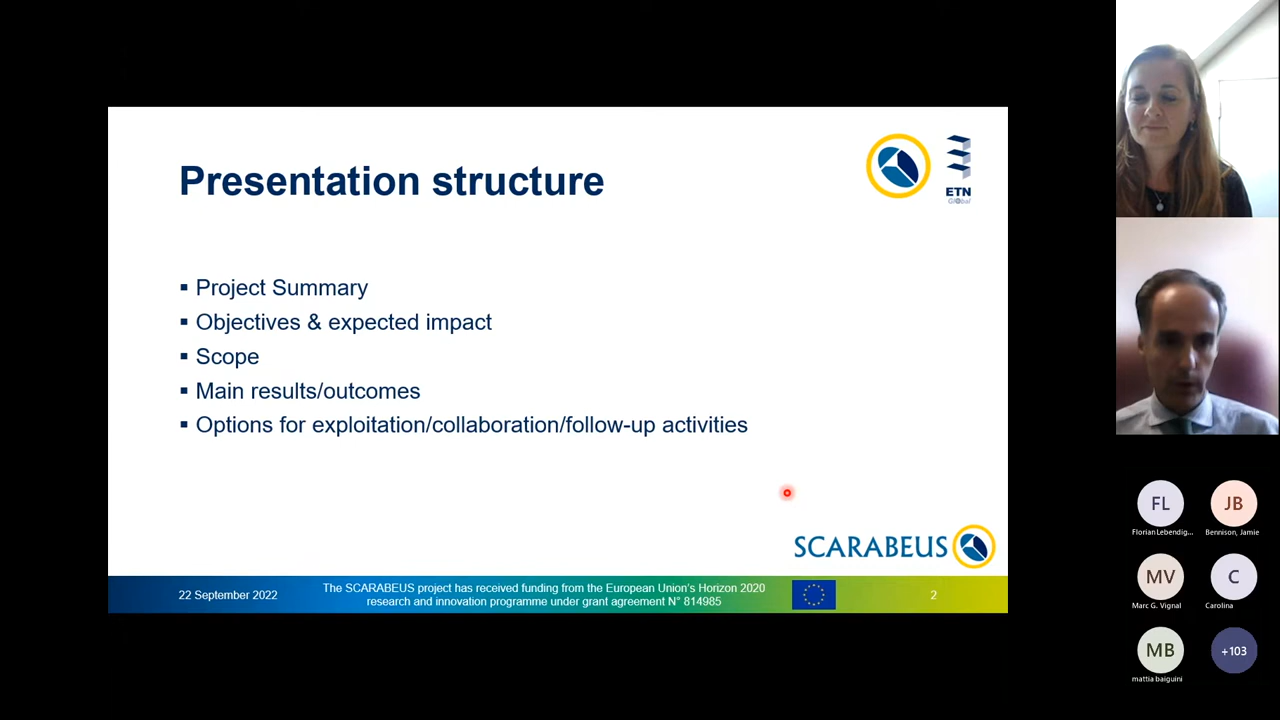 Presentation structure
ETN
Global
▪ Project Summary
▪ Objectives & expected impact
▪ Scope
▪ Main results/outcomes
▪ Options for exploitation/collaboration/follow-up activities
SCARABEUS
22 September 2022
The SCARABEUS project has received funding from the European Union's Horizon 2020
research and innovation programme under grant agreement N° 814985
2
FL
Florian Lebendig...
JB
Bennison, Jamie
MV
Marc G. Vignal
C
Carolina
MB
mattia baiguini
+103